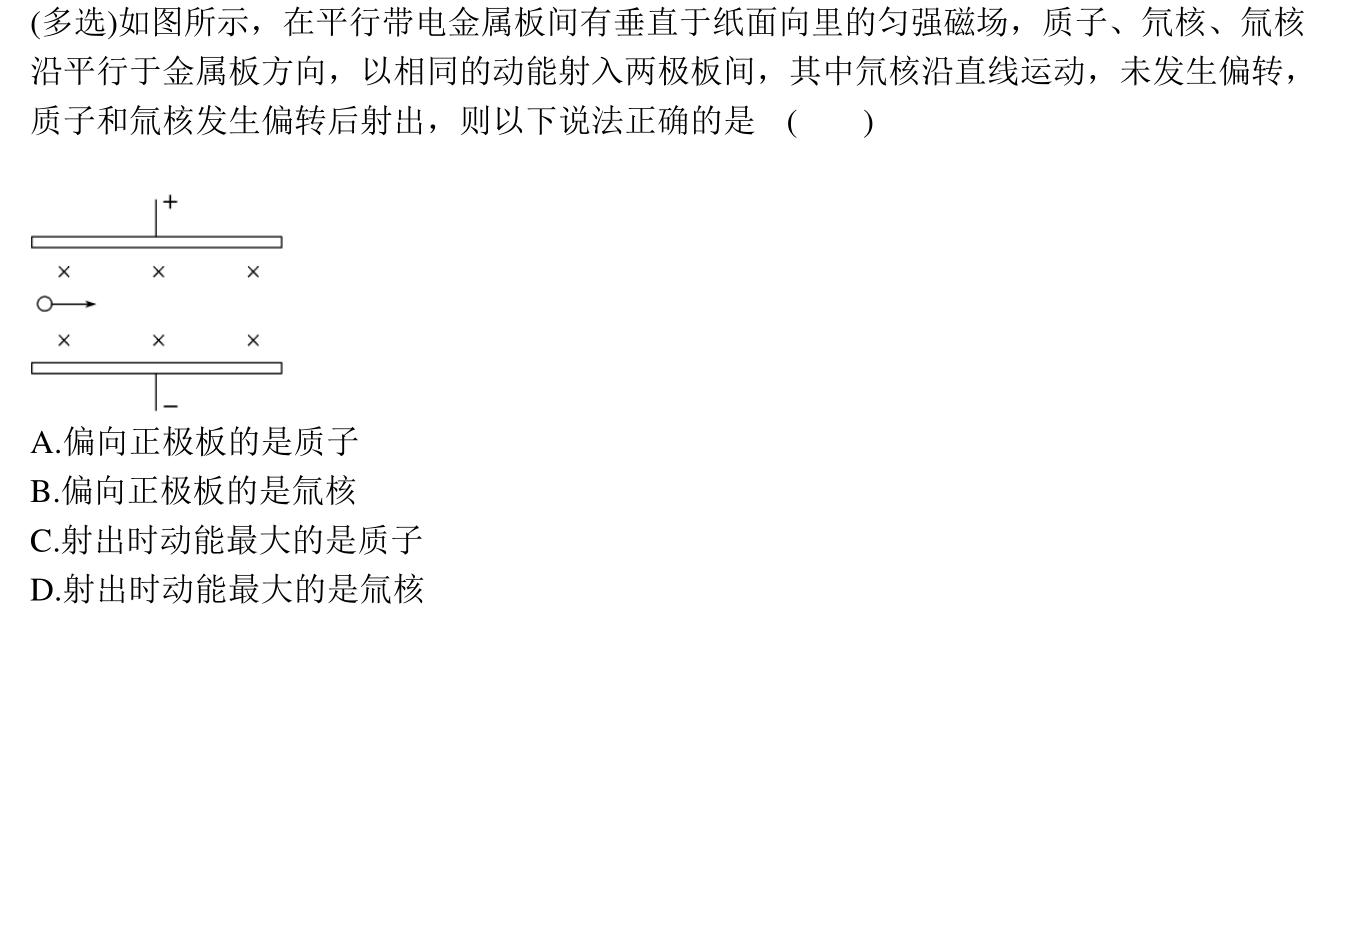 (多选)如图所示，在平行带电金属板间有垂直于纸面向里的匀强磁场，质子、氘核、氚核
沿平行于金属板方向，以相同的动能射入两极板间，其中氘核沿直线运动，未发生偏转，
质子和氚核发生偏转后射出，则以下说法正确的是 (  )
+
× × ×
× × ×
−
A.偏向正极板的是质子
B.偏向正极板的是氚核
C.射出时动能最大的是质子
D.射出时动能最大的是氚核